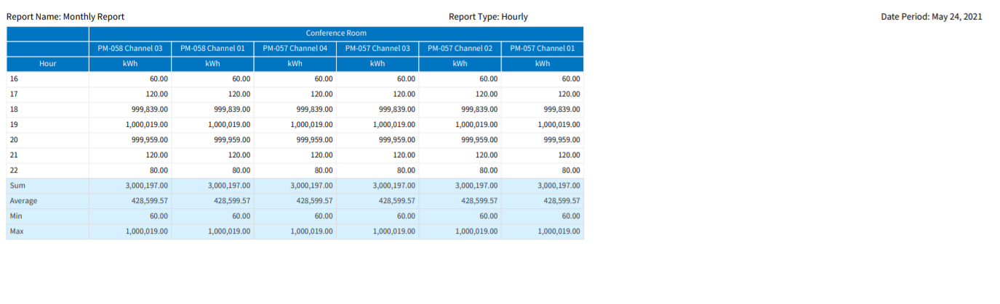 Report Name: Monthly Report Report Type: Hourly Date Period: May 24, 2021
Conference Room
PM-058 Channel 03 PM-058 Channel 01 PM-057 Channel 04 PM-057 Channel 03 PM-057 Channel 02 PM-057 Channel 01
Hour kWh kWh kWh kWh kWh kWh
16 60.00 60.00 60.00 60.00 60.00 60.00
17 120.00 120.00 120.00 120.00 120.00 120.00
18 999,839.00 999,839.00 999,839.00 999,839.00 999,839.00 999,839.00
19 1,000,019.00 1,000,019.00 1,000,019.00 1,000,019.00 1,000,019.00 1,000,019.00
20 999,959.00 999,959.00 999,959.00 999,959.00 999,959.00 999,959.00
21 120.00 120.00 120.00 120.00 120.00 120.00
22 80.00 80.00 80.00 80.00 80.00 80.00
Sum 3,000,197.00 3,000,197.00 3,000,197.00 3,000,197.00 3,000,197.00 3,000,197.00
Average 428,599.57 428,599.57 428,599.57 428,599.57 428,599.57 428,599.57
Min 60.00 60.00 60.00 60.00 60.00 60.00
Max 1,000,019.00 1,000,019.00 1,000,019.00 1,000,019.00 1,000,019.00 1,000,019.00